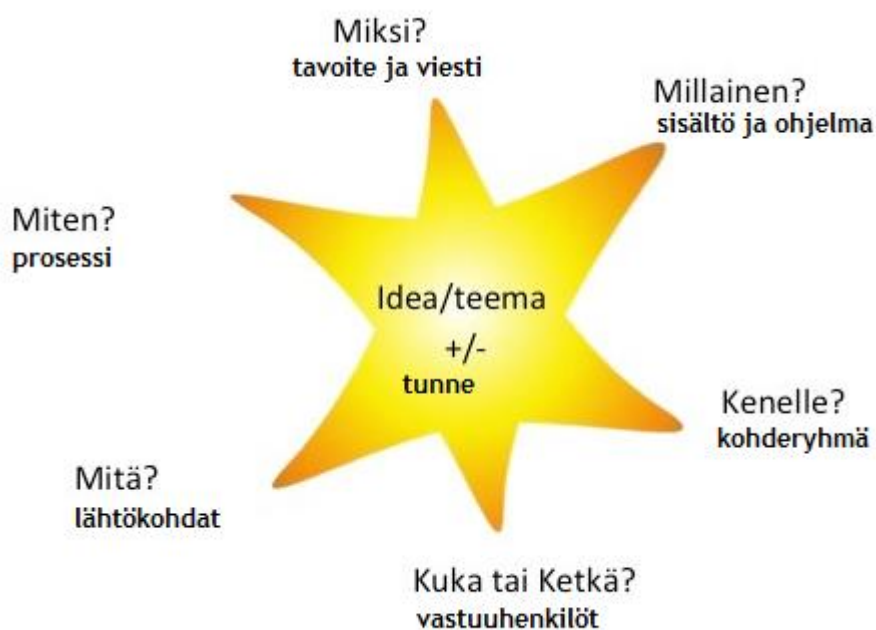 Miksi?
tavoite ja viesti
Millainen?
sisältö ja ohjelma
Miten?
prosessi
Idea/teema
+/-
tunne
Kenelle?
kohderyhmä
Mitä?
lähtökohdat
Kuka tai Ketkä?
vastuuhenkilöt